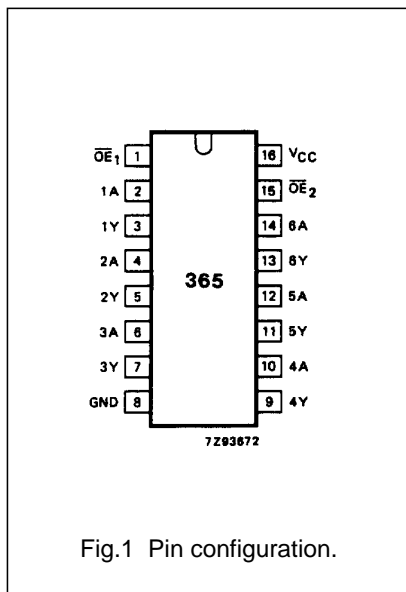 OE1 1 16 VCC
1A 2 15 OE2
1Y 3 14 6A
2A 4 13 6Y
2Y 5 365 12 5A
3A 6 11 5Y
3Y 7 10 4A
GND 8 9 4Y
7Z93672
Fig.1 Pin configuration.